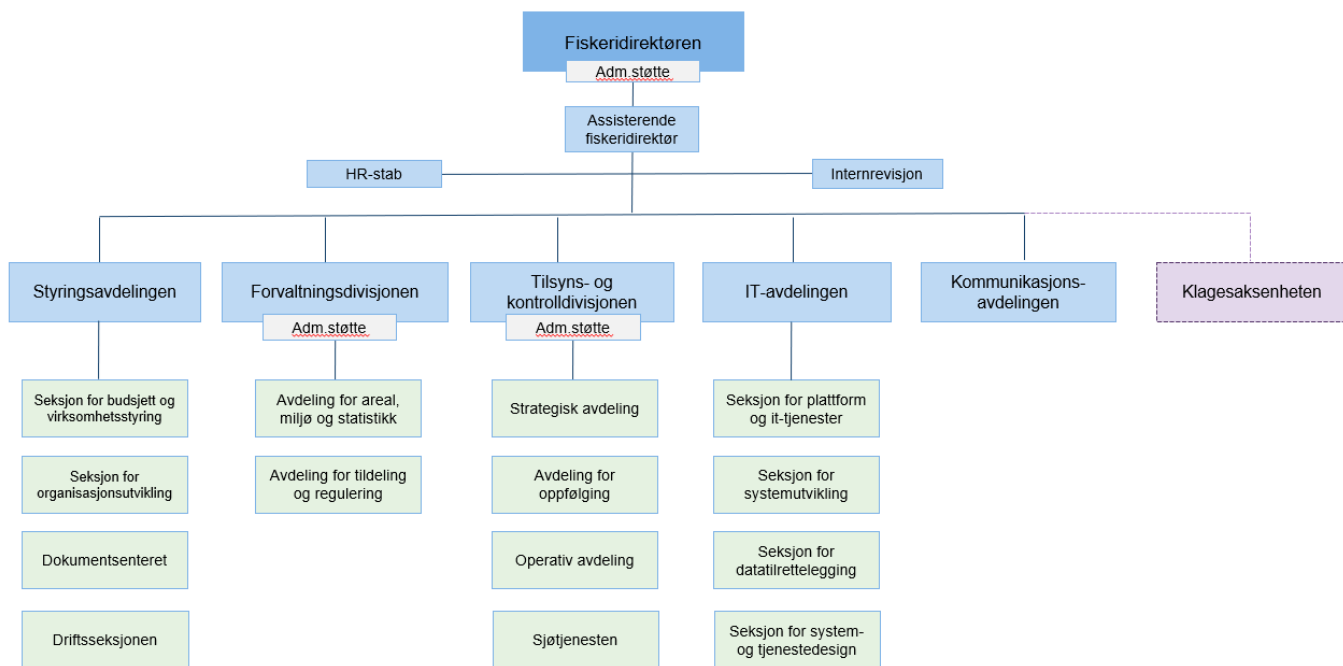 Fiskeridirektøren
Adm.støtte
Assisterende
fiskeridirektør
HR-stab
Internrevisjon
Styringsavdelingen
Forvaltningsdivisjonen
Adm.støtte
Tilsyns- og
kontrolldivisjonen
Adm.støtte
IT-avdelingen
Kommunikasjons-
avdelingen
Klagesaksenheten
Seksjon for budsjett og
virksomhetsstyring
Seksjon for
organisasjonsutvikling
Dokumentsenteret
Driftsseksjonen
Avdeling for areal,
miljø og statistikk
Avdeling for tildeling
og regulering
Strategisk avdeling
Avdeling for
oppfølging
Operativ avdeling
Sjøtjenesten
Seksjon for plattform
og it-tjenester
Seksjon for
systemutvikling
Seksjon for
datatilrettelegging
Seksjon for system-
og tjenestedesign